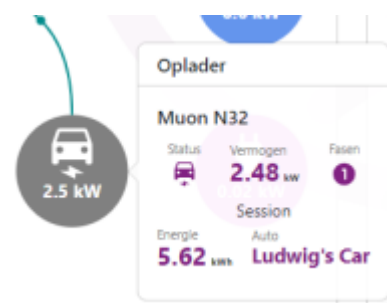 Oplader
Muon N32
Status Vermogen Fasen
2.48 kW 1
2.5 kW
Session
Energie Auto
5.62 kWh Ludwig's Car